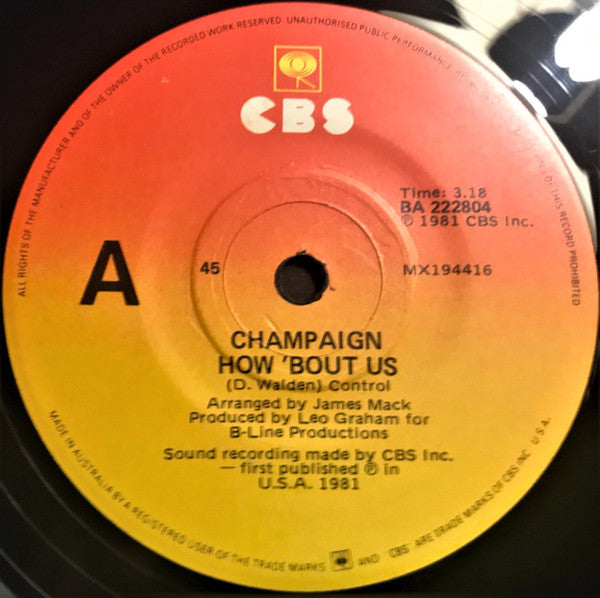 ALL RIGHTS OF THE MANUFACTURER AND OF THE OWNER OF THE RECORDED WORK RESERVED UNAUTHORISED PUBLIC PERFORMANCE OF THIS RECORD PROHIBITED
CBS
Time: 3.18
BA 222804
℗ 1981 CBS Inc.
A
45
MX194416
CHAMPAIGN
HOW 'BOUT US
(D. Walden) Control
Arranged by James Mack
Produced by Leo Graham for
B-Line Productions
Sound recording made by CBS Inc.
— first published ℗ in
U.S.A. 1981
MADE IN AUSTRALIA BY A REGISTERED USER OF THE TRADE MARKS AND 'CBS' ARE TRADE MARKS OF CBS INC U.S.A.